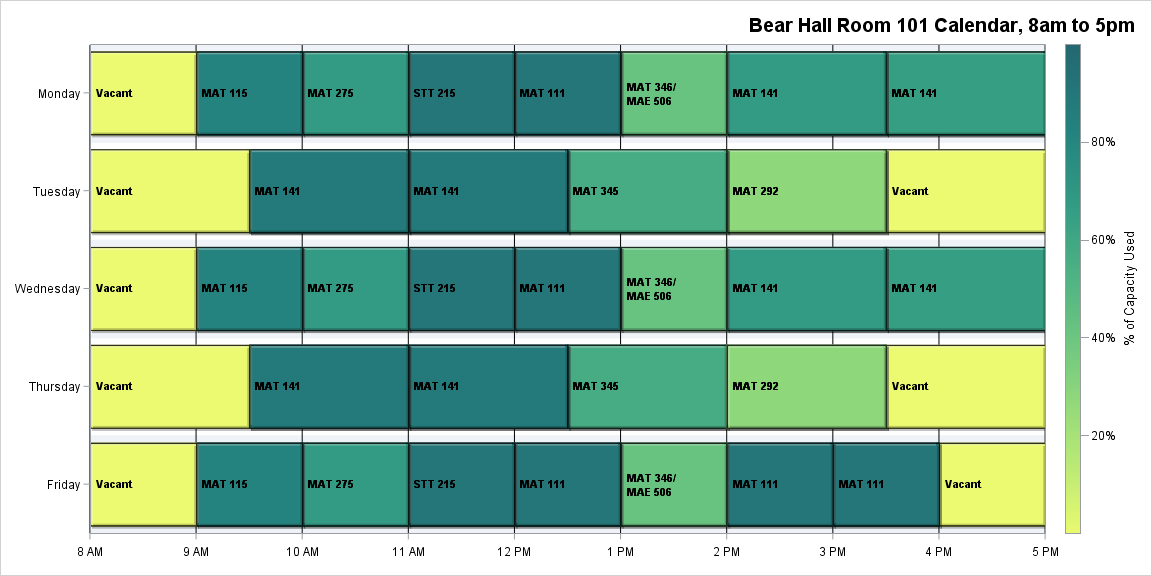 Bear Hall Room 101 Calendar, 8am to 5pm
Monday
Vacant
MAT 115
MAT 275
STT 215
MAT 111
MAT 346/
MAE 506
MAT 141
MAT 141
Tuesday
Vacant
MAT 141
MAT 141
MAT 345
MAT 292
Vacant
Wednesday
Vacant
MAT 115
MAT 275
STT 215
MAT 111
MAT 346/
MAE 506
MAT 141
MAT 141
Thursday
Vacant
MAT 141
MAT 141
MAT 345
MAT 292
Vacant
Friday
Vacant
MAT 115
MAT 275
STT 215
MAT 111
MAT 346/
MAE 506
MAT 111
MAT 111
Vacant
8 AM
9 AM
10 AM
11 AM
12 PM
1 PM
2 PM
3 PM
4 PM
5 PM
80%
60%
40%
20%
% of Capacity Used